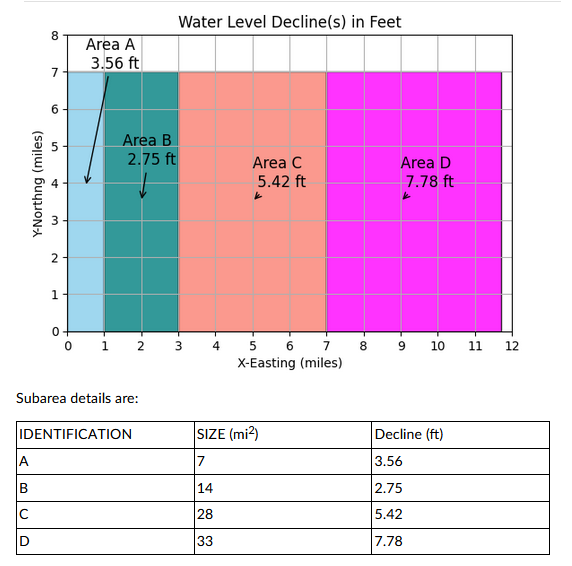 Water Level Decline(s) in Feet
8
Area A
3.56 ft
7
6
Area B
2.75 ft
5
Area C
5.42 ft
Area D
7.78 ft
4
3
2
1
0
Y-Northng (miles)
0 1 2 3 4 5 6 7 8 9 10 11 12
X-Easting (miles)
Subarea details are:
IDENTIFICATION SIZE (mi²) Decline (ft)
A 7 3.56
B 14 2.75
C 28 5.42
D 33 7.78